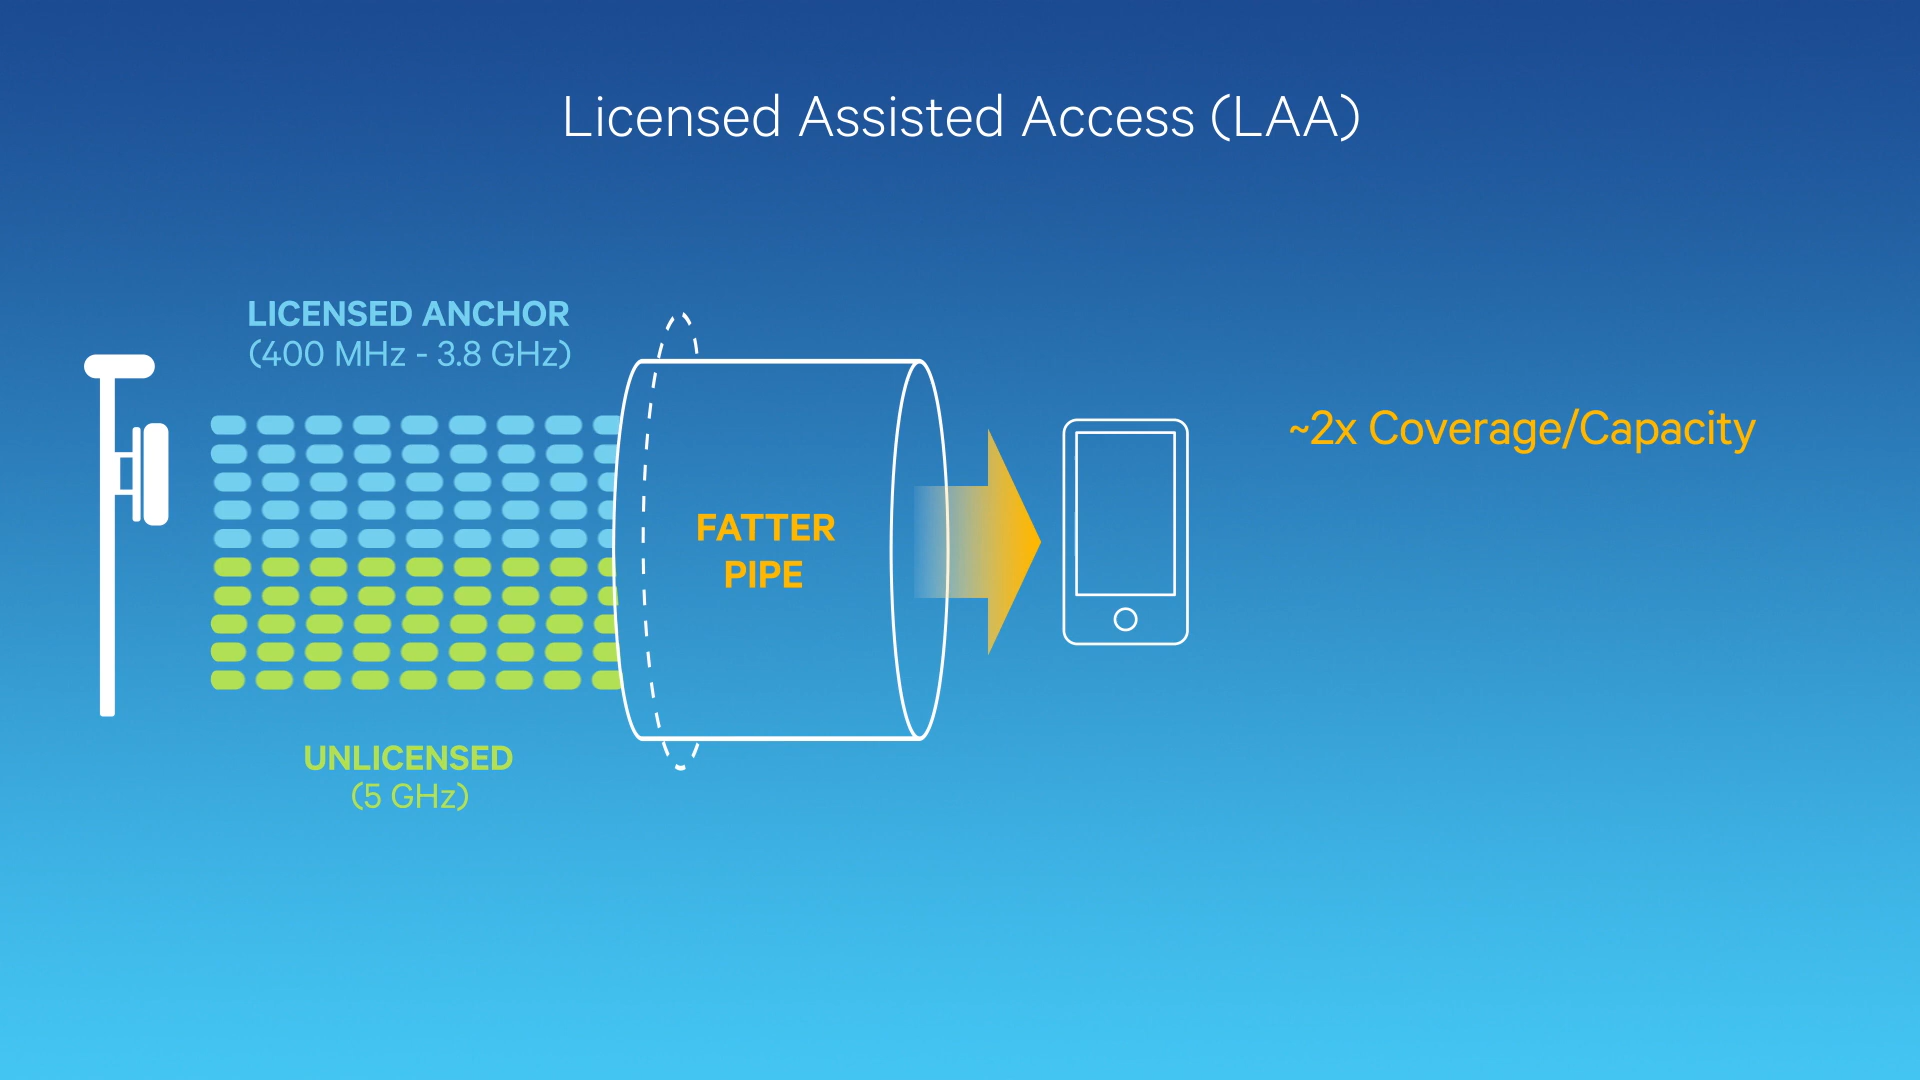 Licensed Assisted Access (LAA)
LICENSED ANCHOR
(400 MHz - 3.8 GHz)
~2x Coverage/Capacity
FATTER
PIPE
UNLICENSED
(5 GHz)